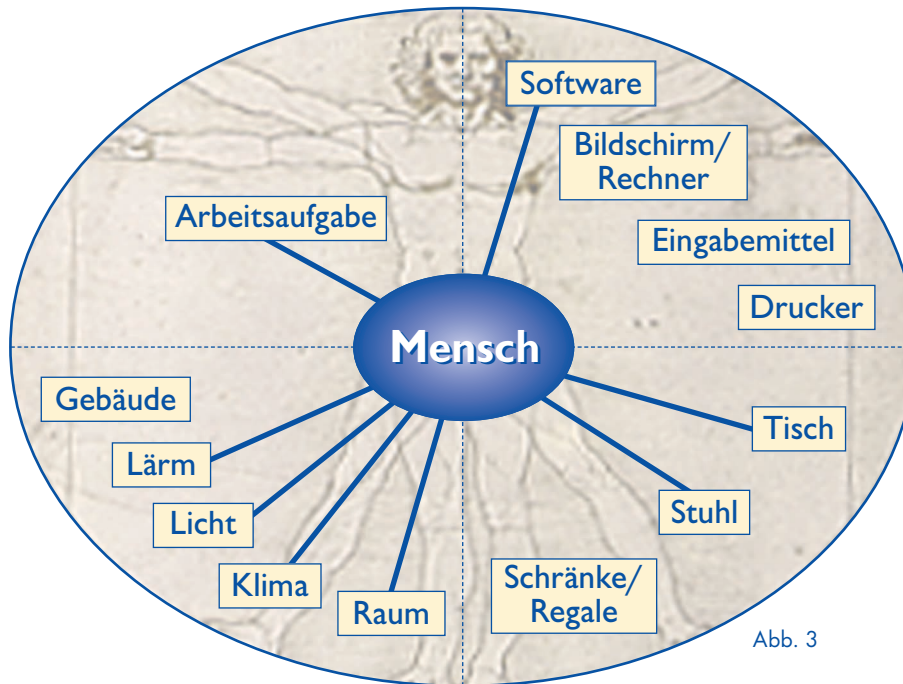 Software
Bildschirm/
Rechner
Arbeitsaufgabe
Eingabemittel
Drucker
Mensch
Gebäude
Tisch
Lärm
Stuhl
Licht
Klima
Schränke/
Regale
Raum
Abb. 3